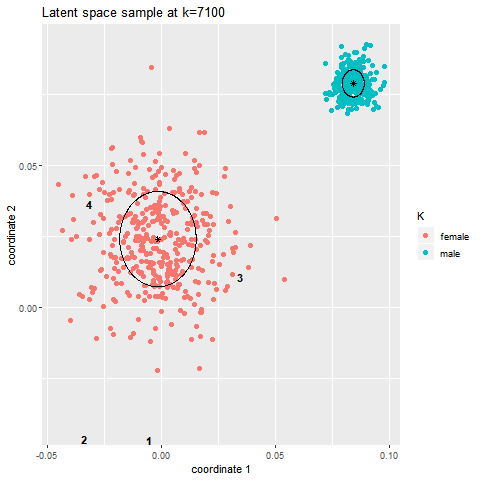 Latent space sample at k=7100
coordinate 2
0.05
0.00
4
3
2
1
-0.05
0.00
0.05
0.10
coordinate 1
K
female
male